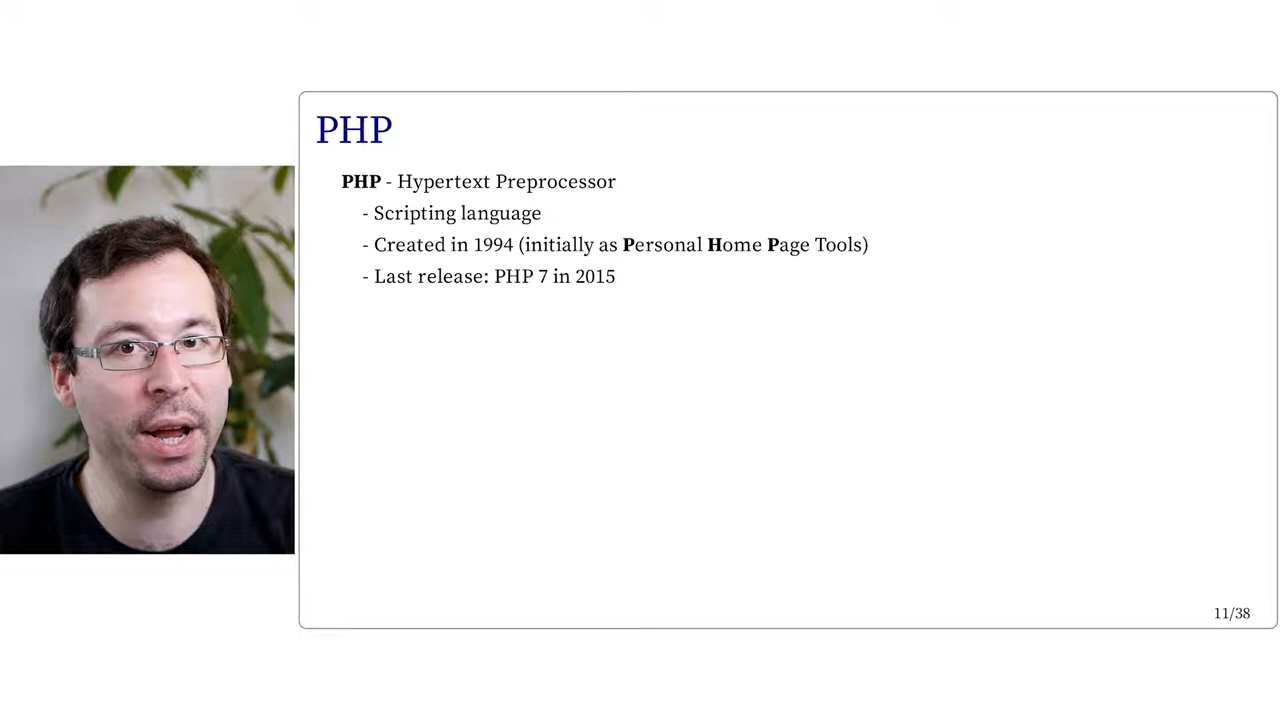 PHP
PHP - Hypertext Preprocessor
- Scripting language
- Created in 1994 (initially as Personal Home Page Tools)
- Last release: PHP 7 in 2015
11/38